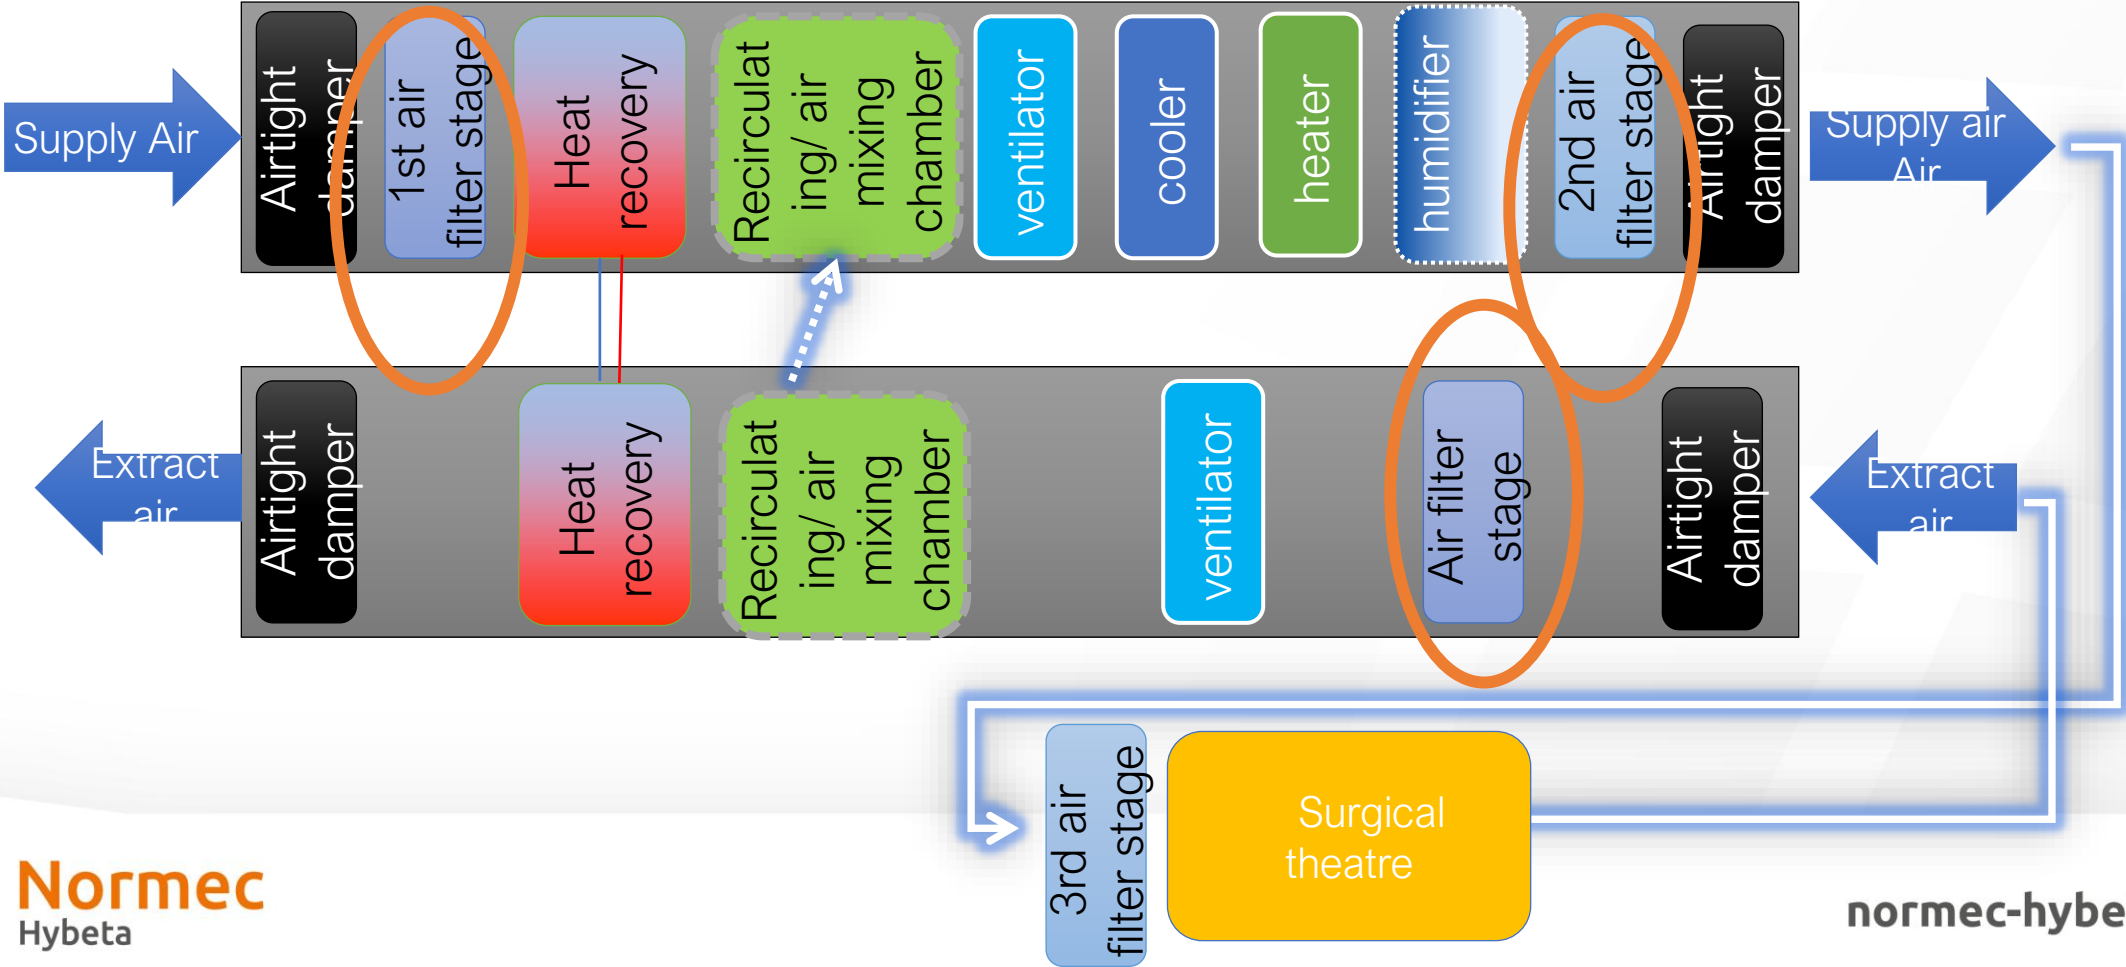 Supply Air
Airtight
damper
1st air
filter stage
Heat
recovery
Recirculat
ing/ air
mixing
chamber
ventilator
cooler
heater
humidifier
2nd air
filter stage
Airtight
damper
Supply air
Air
Extract
air
Airtight
damper
Heat
recovery
Recirculat
ing/ air
mixing
chamber
ventilator
Air filter
stage
Airtight
damper
Extract
air
3rd air
filter stage
Surgical
theatre
Normec
Hybeta
normec-hybe